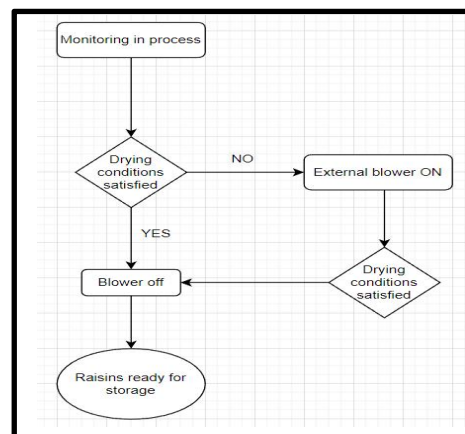 Monitoring in process
Drying
conditions
satisfied
NO
External blower ON
YES
Drying
conditions
satisfied
Blower off
Raisins ready for
storage